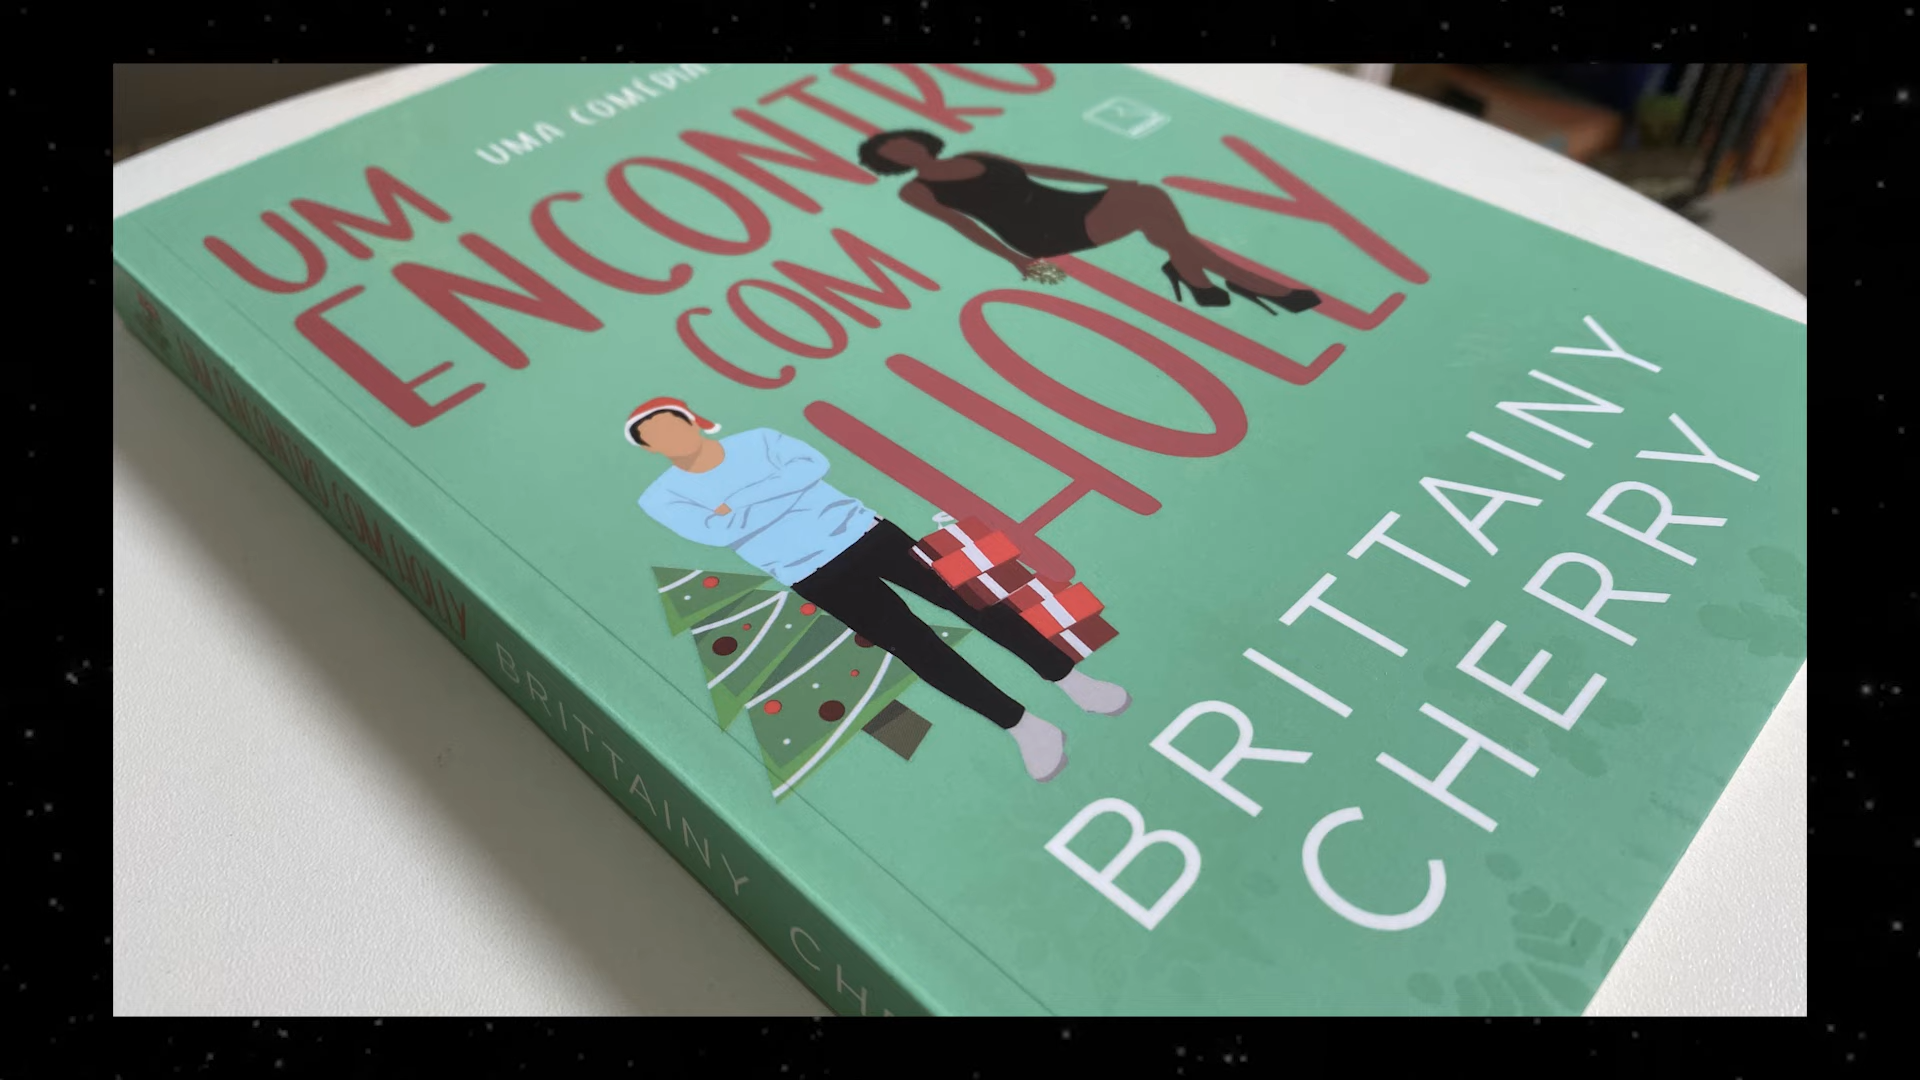 UMA COMÉDIA
UM
ENCONTRO
COM
HOLLY
BRITTAINY
CHERRY
UM ENCONTRO COM HOLLY BRITTAINY